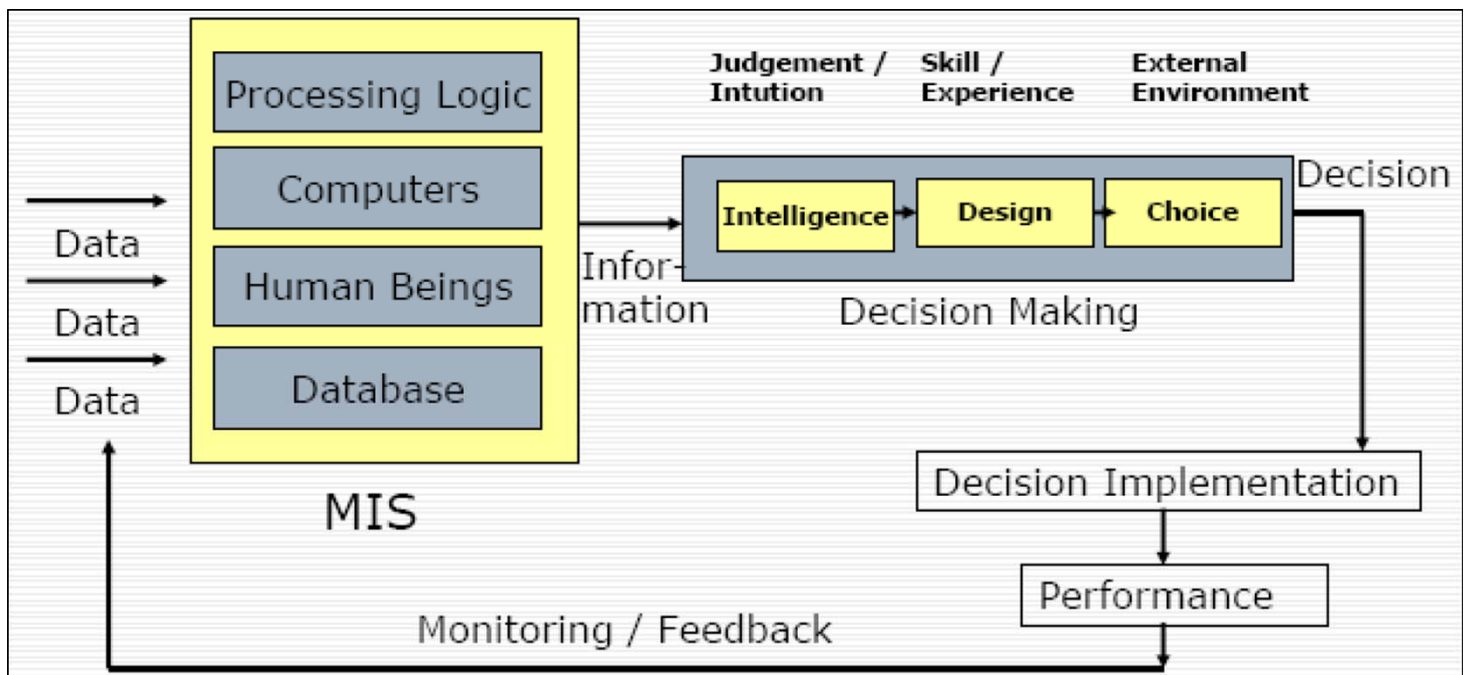 Processing Logic
Computers
Human Beings
Database
MIS
Data
Data
Data
Infor-
mation
Judgement /
Intution
Skill /
Experience
External
Environment
Intelligence
Design
Choice
Decision Making
Decision
Decision Implementation
Performance
Monitoring / Feedback